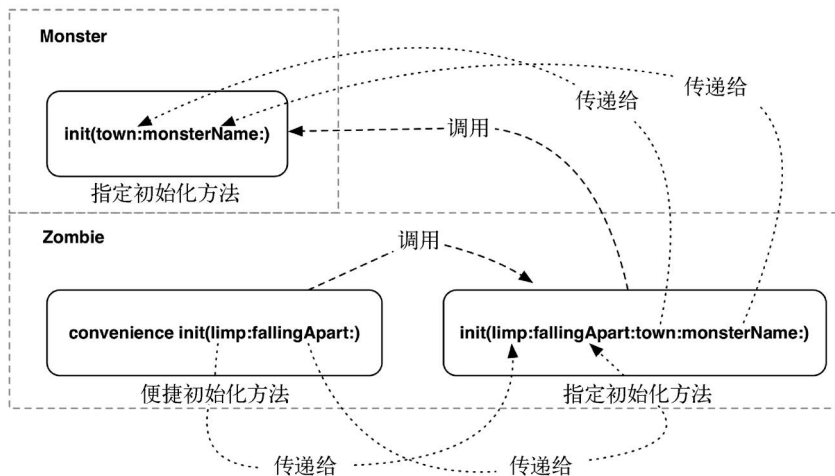 Monster
传递给
传递给
init(town:monsterName:)
调用
指定初始化方法
Zombie
调用
convenience init(limp:fallingApart:)
init(limp:fallingApart:town:monsterName:)
便捷初始化方法
指定初始化方法
传递给
传递给